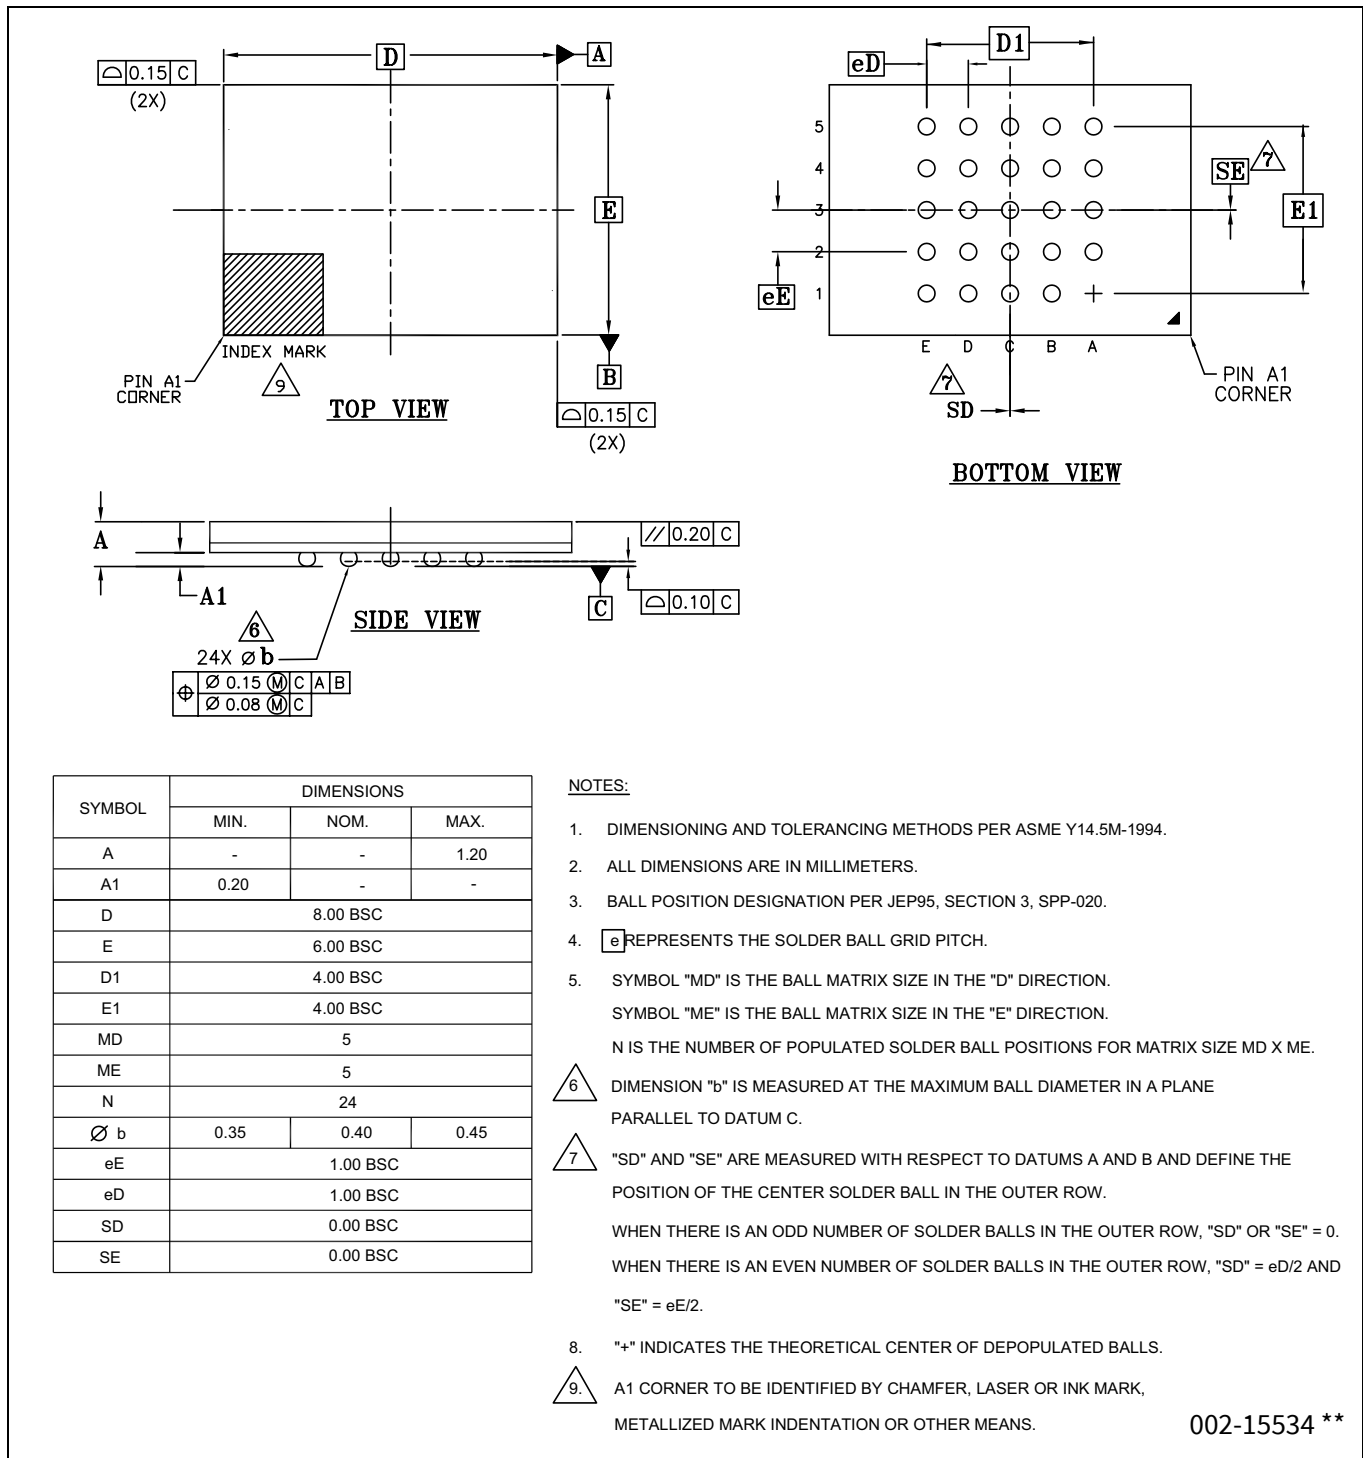 D
A
0.15 C
(2X)
E
INDEX MARK
9
PIN A1
CORNER
TOP VIEW
B
0.15 C
(2X)
D1
eD
5
4
3
2
1
SE
7
E1
eE
E D C B A
7
SD
PIN A1
CORNER
BOTTOM VIEW
A
A1
// 0.20 C
C
0.10 C
SIDE VIEW
6
24X Ø b
⌖ Ø 0.15 Ⓜ C A B
Ø 0.08 Ⓜ C
SYMBOL DIMENSIONS
MIN. NOM. MAX.
A - - 1.20
A1 0.20 - -
D 8.00 BSC
E 6.00 BSC
D1 4.00 BSC
E1 4.00 BSC
MD 5
ME 5
N 24
Ø b 0.35 0.40 0.45
eE 1.00 BSC
eD 1.00 BSC
SD 0.00 BSC
SE 0.00 BSC
NOTES:
1. DIMENSIONING AND TOLERANCING METHODS PER ASME Y14.5M-1994.
2. ALL DIMENSIONS ARE IN MILLIMETERS.
3. BALL POSITION DESIGNATION PER JEP95, SECTION 3, SPP-020.
4. e REPRESENTS THE SOLDER BALL GRID PITCH.
5. SYMBOL "MD" IS THE BALL MATRIX SIZE IN THE "D" DIRECTION.
SYMBOL "ME" IS THE BALL MATRIX SIZE IN THE "E" DIRECTION.
N IS THE NUMBER OF POPULATED SOLDER BALL POSITIONS FOR MATRIX SIZE MD X ME.
6 DIMENSION "b" IS MEASURED AT THE MAXIMUM BALL DIAMETER IN A PLANE
PARALLEL TO DATUM C.
7 "SD" AND "SE" ARE MEASURED WITH RESPECT TO DATUMS A AND B AND DEFINE THE
POSITION OF THE CENTER SOLDER BALL IN THE OUTER ROW.
WHEN THERE IS AN ODD NUMBER OF SOLDER BALLS IN THE OUTER ROW, "SD" OR "SE" = 0.
WHEN THERE IS AN EVEN NUMBER OF SOLDER BALLS IN THE OUTER ROW, "SD" = eD/2 AND
"SE" = eE/2.
8. "+" INDICATES THE THEORETICAL CENTER OF DEPOPULATED BALLS.
9. A1 CORNER TO BE IDENTIFIED BY CHAMFER, LASER OR INK MARK,
METALLIZED MARK INDENTATION OR OTHER MEANS.
002-15534 **